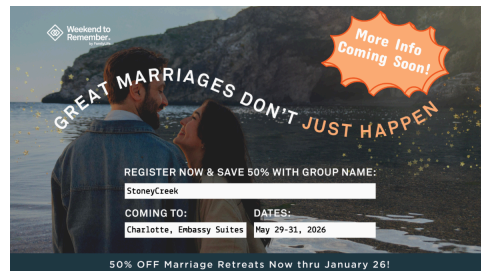 Weekend to
Remember.
by FamilyLife
More Info
Coming Soon!
GREAT MARRIAGES DON'T JUST HAPPEN
REGISTER NOW & SAVE 50% WITH GROUP NAME:
StoneyCreek
COMING TO: DATES:
Charlotte, Embassy Suites May 29-31, 2026
50% OFF Marriage Retreats Now thru January 26!